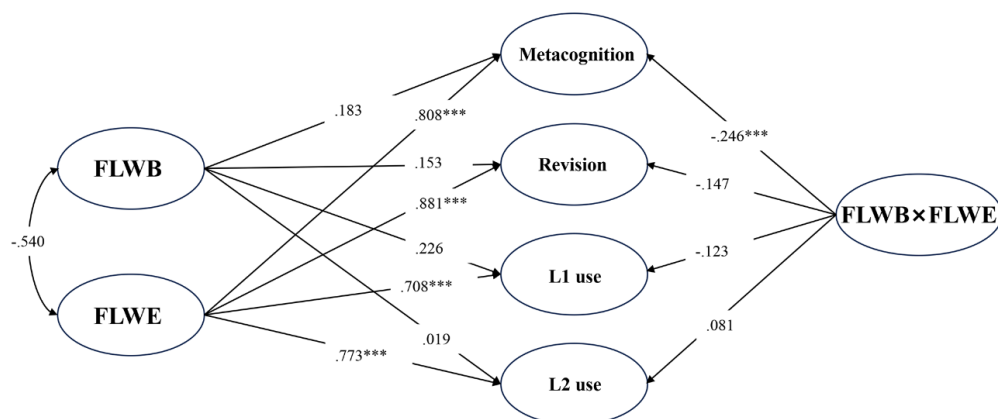 Metacognition
.183
.808***
-.246***
FLWB
.153
Revision
-.147
.881***
FLWB×FLWE
-.540
.226
-.123
L1 use
.708***
FLWE
.019
.081
.773***
L2 use